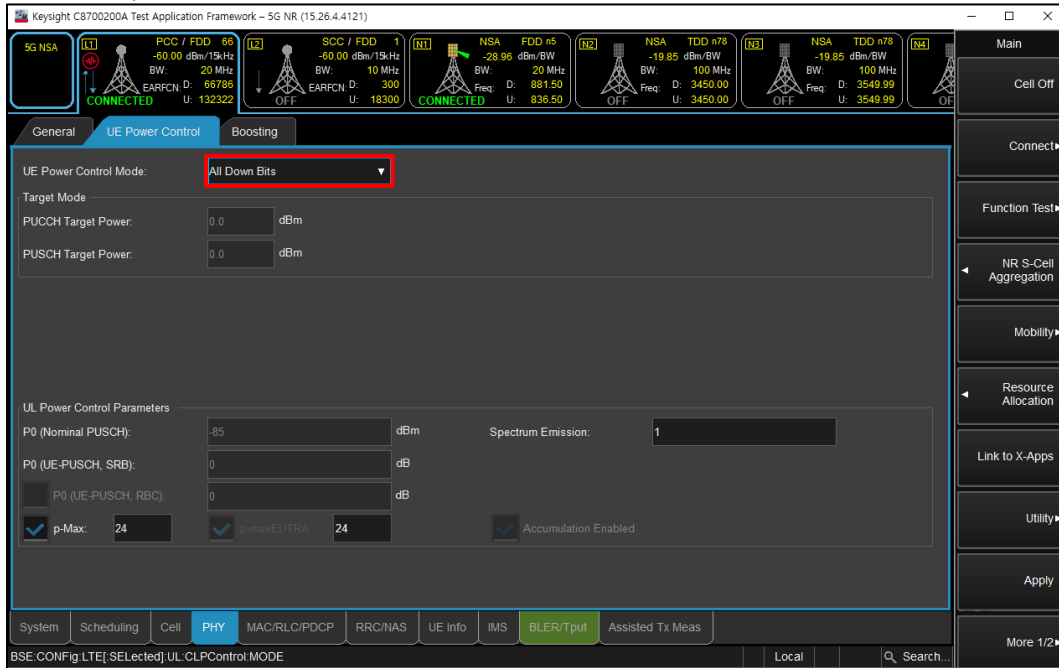 Keysight C8700200A Test Application Framework – 5G NR (15.26.4.4121)
5G NSA
L1
PCC / FDD 66
-60.00 dBm/15kHz
BW: 20 MHz
EARFCN: D: 66786
CONNECTED U: 132322
L2
SCC / FDD 1
-60.00 dBm/15kHz
BW: 10 MHz
EARFCN: D: 300
OFF U: 18300
N1
NSA FDD n5
-28.96 dBm/BW
BW: 20 MHz
Freq: D: 881.50
CONNECTED U: 836.50
N2
NSA TDD n78
-19.85 dBm/BW
BW: 100 MHz
Freq: D: 3450.00
OFF U: 3450.00
N3
NSA TDD n78
-19.85 dBm/BW
BW: 100 MHz
Freq: D: 3549.99
OFF U: 3549.99
N4
General UE Power Control Boosting
UE Power Control Mode: All Down Bits
Target Mode
PUCCH Target Power: 0.0 dBm
PUSCH Target Power: 0.0 dBm
UL Power Control Parameters
P0 (Nominal PUSCH): -85 dBm Spectrum Emission: 1
P0 (UE-PUSCH, SRB): 0 dB
P0 (UE-PUSCH, RBC): 0 dB
p-Max: 24 p-maxEUTRA 24 Accumulation Enabled
System Scheduling Cell PHY MAC/RLC/PDCP RRC/NAS UE Info IMS BLER/Tput Assisted Tx Meas
BSE:CONFig:LTE[:SELected]:UL:CLPControl:MODE Local Search...
Main
Cell Off
Connect
Function Test
NR S-Cell
Aggregation
Mobility
Resource
Allocation
Link to X-Apps
Utility
Apply
More 1/2